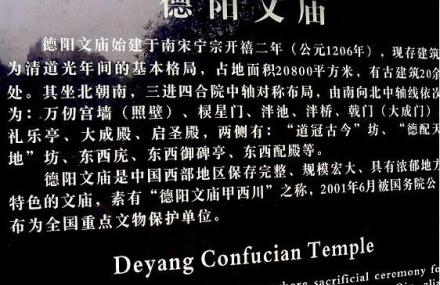 德阳文庙
德阳文庙始建于南宋宁宗开禧二年（公元1206年），现存建筑
为清道光年间的基本格局，占地面积20800平方米，有古建筑20余
处。其坐北朝南，三进四合院中轴对称布局，由南向北中轴线依次
为：万仞宫墙（照壁）、棂星门、泮池、泮桥、戟门（大成门）
礼乐亭、大成殿、启圣殿，两侧有：“道冠古今”坊、“德配天
地”坊、东西庑、东西御碑亭、东西配殿等。
德阳文庙是中国西部地区保存完整、规模宏大、具有浓郁地方
特色的文庙，素有“德阳文庙甲西川”之称，2001年6月被国务院公
布为全国重点文物保护单位。
Deyang Confucian Temple
where sacrificial ceremony fo